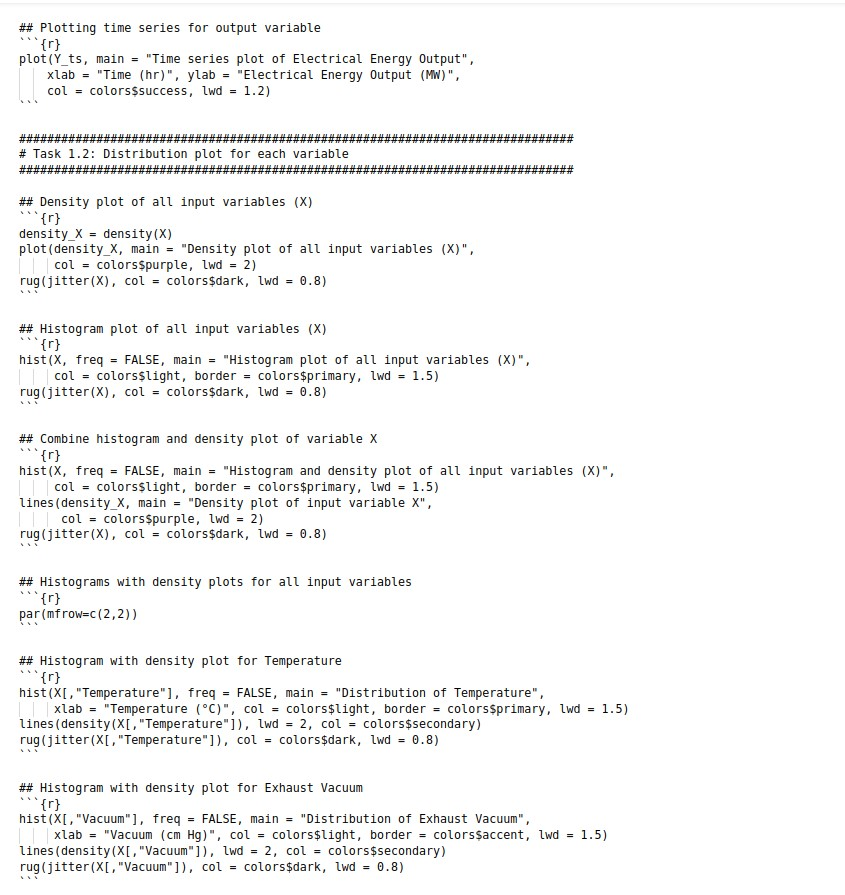 ## Plotting time series for output variable
```{r}
plot(Y_ts, main = "Time series plot of Electrical Energy Output",
    xlab = "Time (hr)", ylab = "Electrical Energy Output (MW)",
    col = colors$success, lwd = 1.2)
```

###############################################################################
# Task 1.2: Distribution plot for each variable
###############################################################################

## Density plot of all input variables (X)
```{r}
density_X = density(X)
plot(density_X, main = "Density plot of all input variables (X)",
     col = colors$purple, lwd = 2)
rug(jitter(X), col = colors$dark, lwd = 0.8)
```

## Histogram plot of all input variables (X)
```{r}
hist(X, freq = FALSE, main = "Histogram plot of all input variables (X)",
     col = colors$light, border = colors$primary, lwd = 1.5)
rug(jitter(X), col = colors$dark, lwd = 0.8)
```

## Combine histogram and density plot of variable X
```{r}
hist(X, freq = FALSE, main = "Histogram and density plot of all input variables (X)",
     col = colors$light, border = colors$primary, lwd = 1.5)
lines(density_X, main = "Density plot of input variable X",
      col = colors$purple, lwd = 2)
rug(jitter(X), col = colors$dark, lwd = 0.8)
```

## Histograms with density plots for all input variables
```{r}
par(mfrow=c(2,2))
```

## Histogram with density plot for Temperature
```{r}
hist(X[,"Temperature"], freq = FALSE, main = "Distribution of Temperature",
     xlab = "Temperature (°C)", col = colors$light, border = colors$primary, lwd = 1.5)
lines(density(X[,"Temperature"]), lwd = 2, col = colors$secondary)
rug(jitter(X[,"Temperature"]), col = colors$dark, lwd = 0.8)
```

## Histogram with density plot for Exhaust Vacuum
```{r}
hist(X[,"Vacuum"], freq = FALSE, main = "Distribution of Exhaust Vacuum",
     xlab = "Vacuum (cm Hg)", col = colors$light, border = colors$accent, lwd = 1.5)
lines(density(X[,"Vacuum"]), lwd = 2, col = colors$secondary)
rug(jitter(X[,"Vacuum"]), col = colors$dark, lwd = 0.8)
```